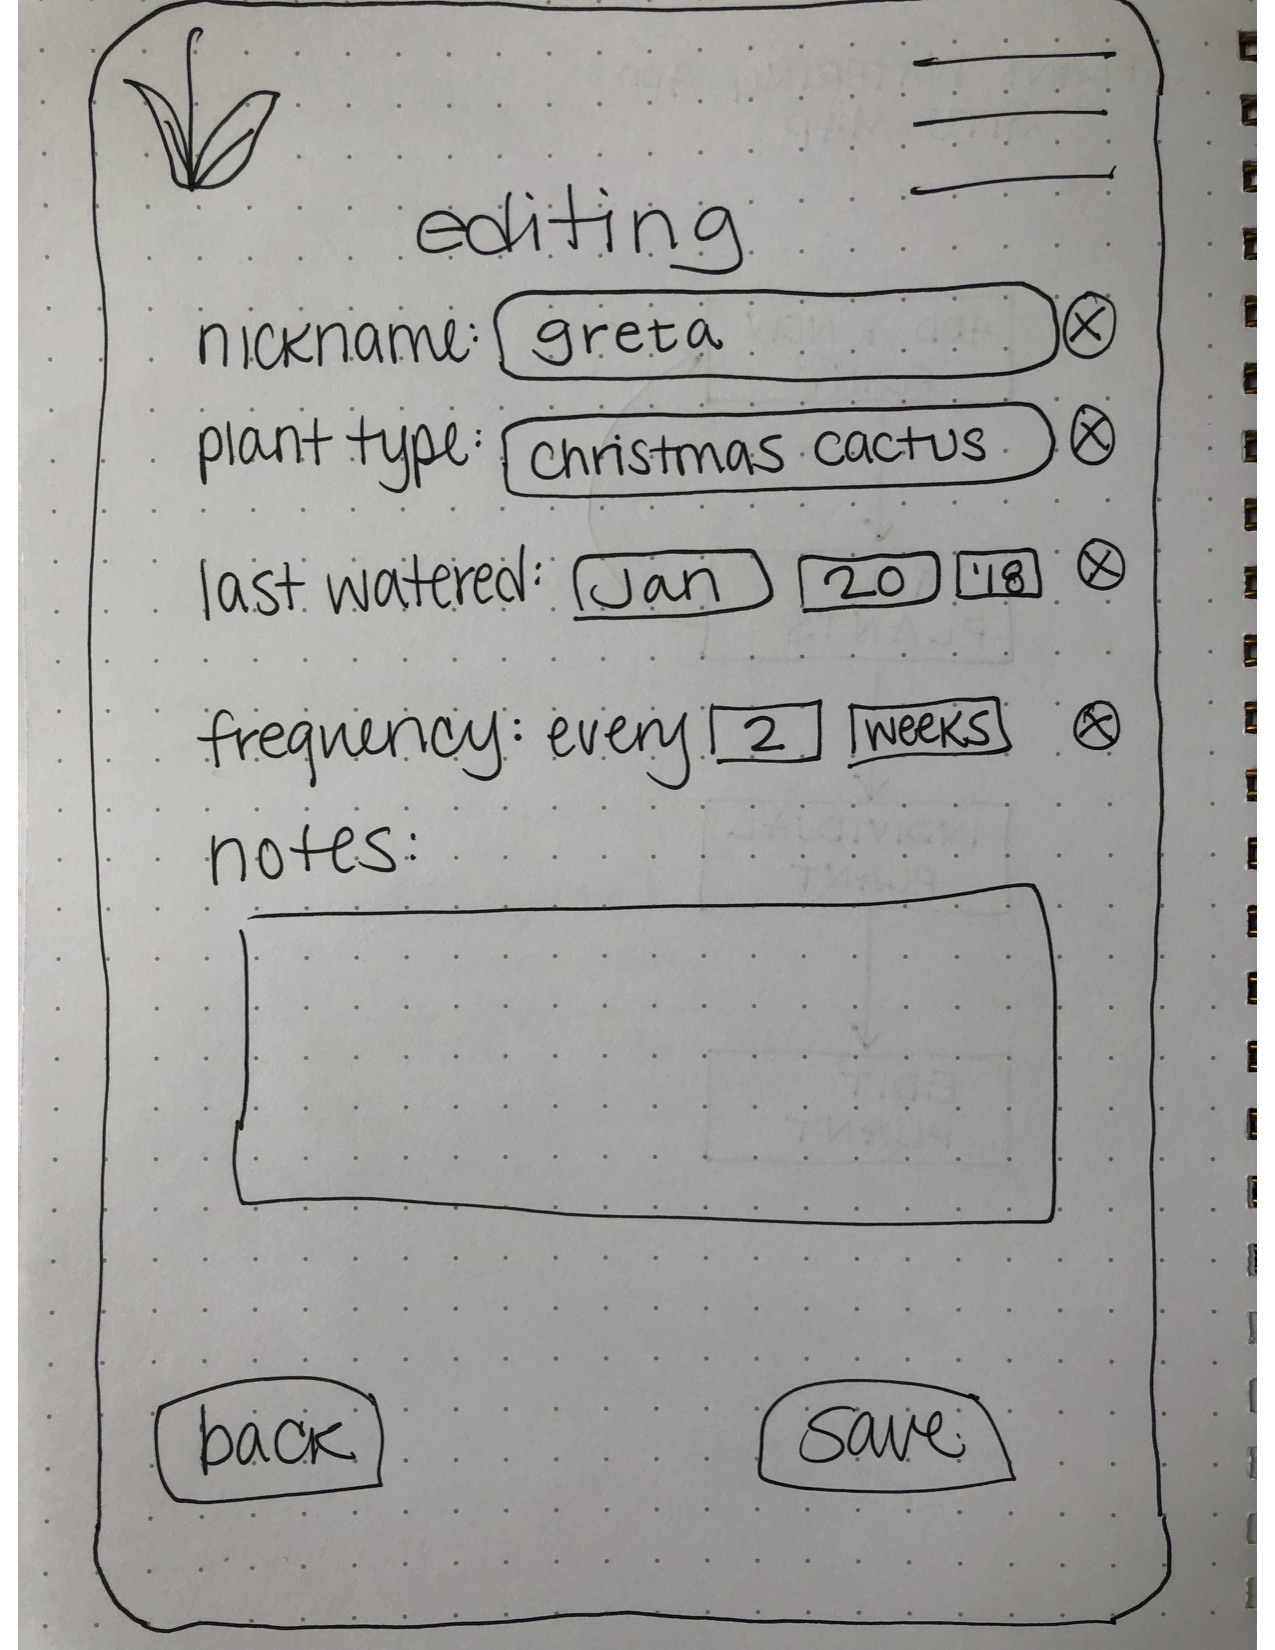 editing
nickname: greta
plant type: christmas cactus
last watered: Jan 20 '18
frequency: every 2 weeks
notes:
back save